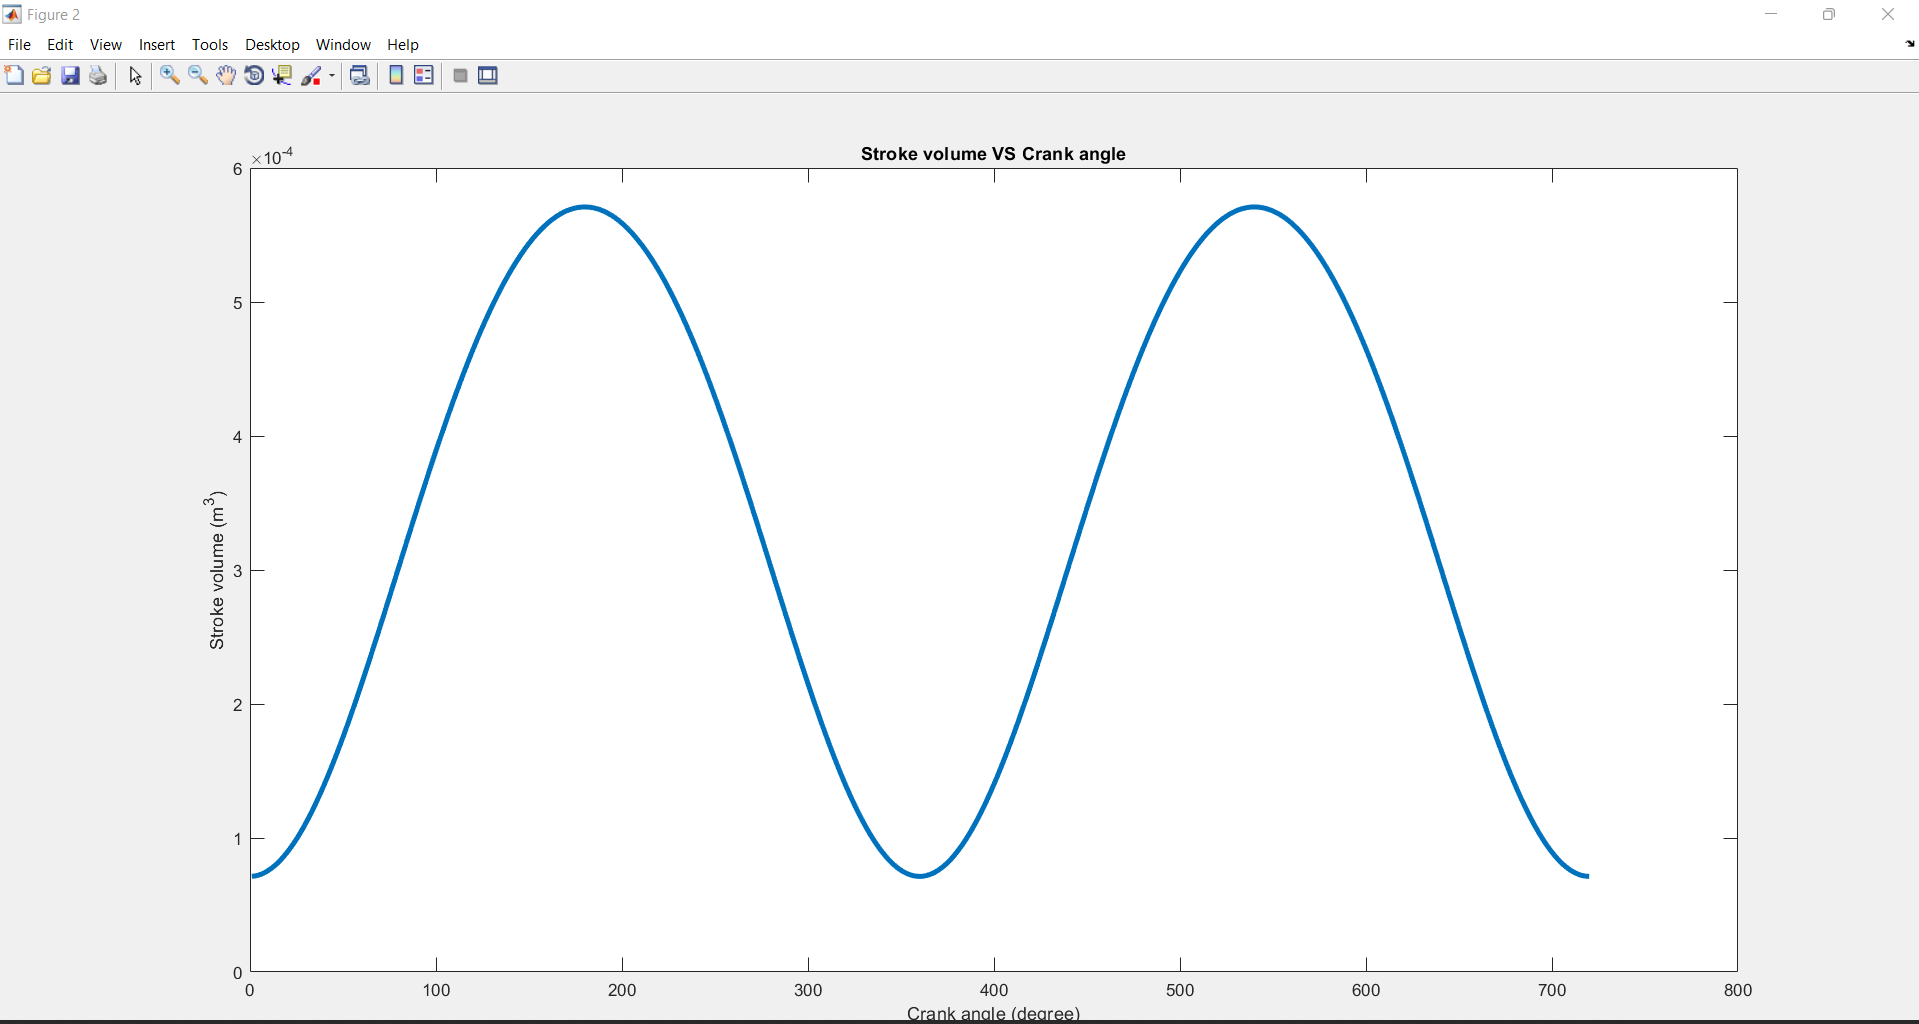 Figure 2
File Edit View Insert Tools Desktop Window Help
Stroke volume VS Crank angle
×10-4
6
5
4
3
2
1
0
Stroke volume (m3)
0 100 200 300 400 500 600 700 800
Crank angle (degree)